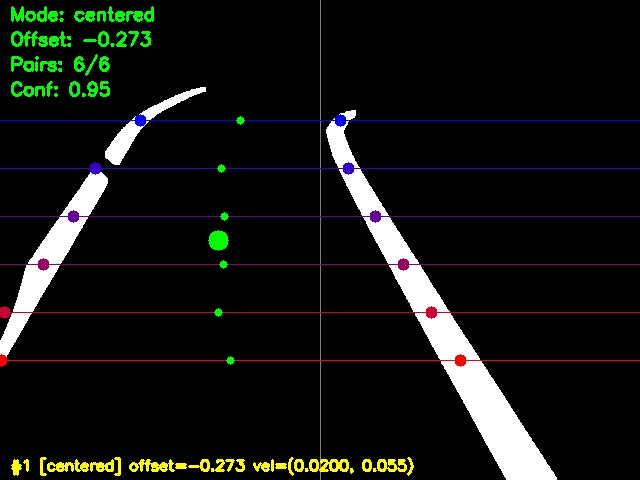 Mode: centered
Offset: -0.273
Pairs: 6/6
Conf: 0.95
#1 [centered] offset=-0.273 vel=(0.0200, 0.055)